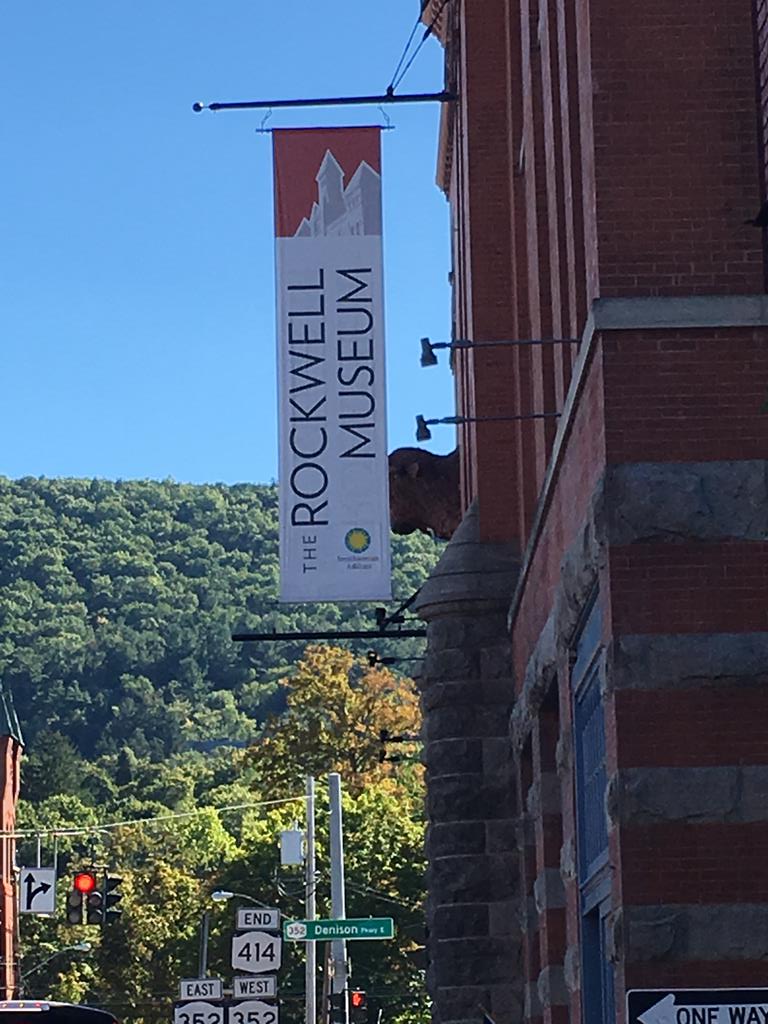 THE ROCKWELL
MUSEUM
END
414
352 Denison Pkwy E
EAST
WEST
352
352
ONE WAY